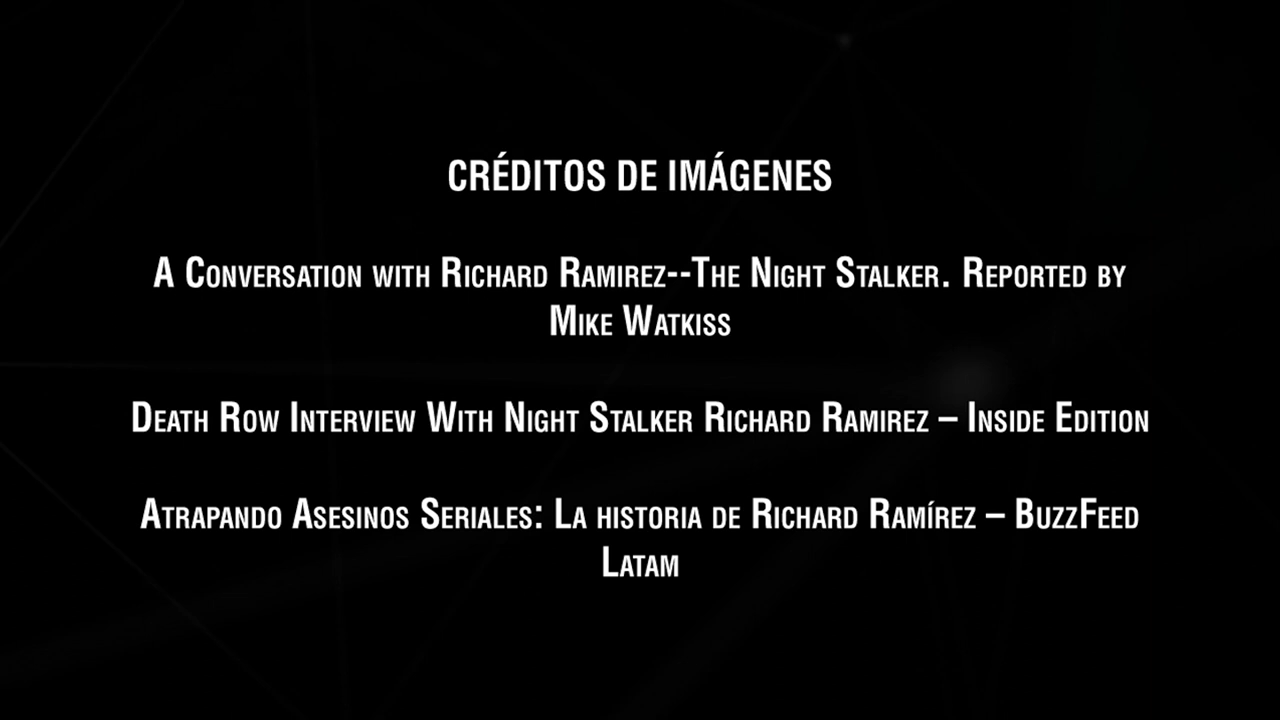 CRÉDITOS DE IMÁGENES
A Conversation with Richard Ramirez--The Night Stalker. Reported by
Mike Watkiss
Death Row Interview With Night Stalker Richard Ramirez – Inside Edition
Atrapando Asesinos Seriales: La historia de Richard Ramírez – BuzzFeed
Latam